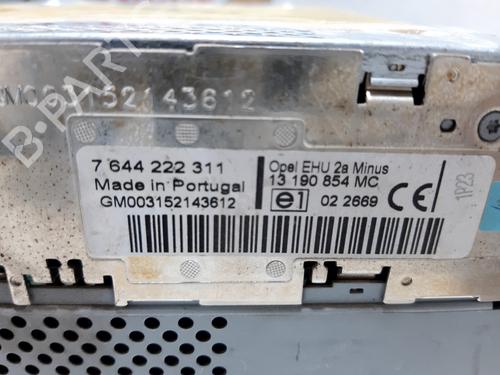 GM003152143612
7 644 222 311
Made in Portugal
GM003152143612
Opel EHU 2a Minus
13 190 854 MC
e1 02 2669 CE
1P23
B-PARTS